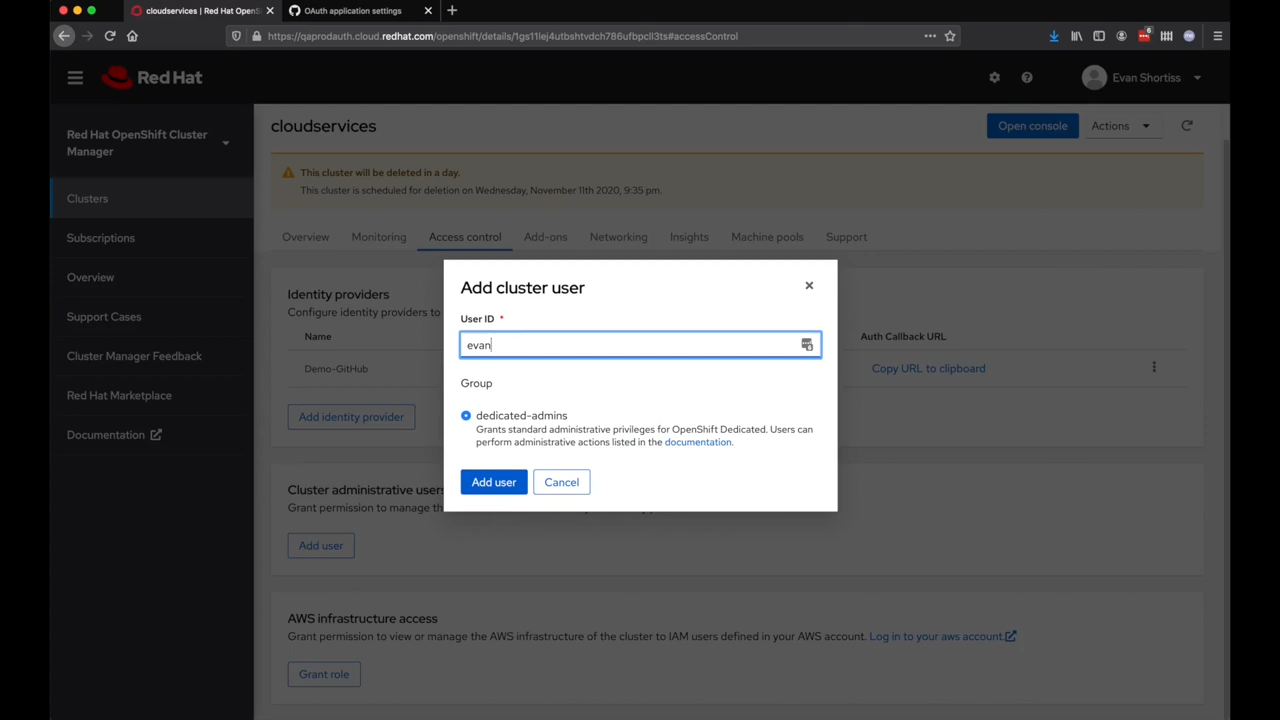 cloudservices | Red Hat OpenS
OAuth application settings
https://qaprodauth.cloud.redhat.com/openshift/details/1gs11lej4utbshtvdch786ufbpcll3ts#accessControl
6
Red Hat
Evan Shortiss
Red Hat OpenShift Cluster
Manager
Clusters
Subscriptions
Overview
Support Cases
Cluster Manager Feedback
Red Hat Marketplace
Documentation
cloudservices
Open console
Actions
This cluster will be deleted in a day.
This cluster is scheduled for deletion on Wednesday, November 11th 2020, 9:35 pm.
Overview Monitoring Access control Add-ons Networking Insights Machine pools Support
Identity providers
Configure identity providers to
Name
Auth Callback URL
Demo-GitHub
Copy URL to clipboard
Add identity provider
Add cluster user
User ID *
evan
Group
dedicated-admins
Grants standard administrative privileges for OpenShift Dedicated. Users can
perform administrative actions listed in the documentation.
Add user
Cancel
Cluster administrative users
Grant permission to manage th
Add user
AWS infrastructure access
Grant permission to view or manage the AWS infrastructure of the cluster to IAM users defined in your AWS account. Log in to your aws account.
Grant role